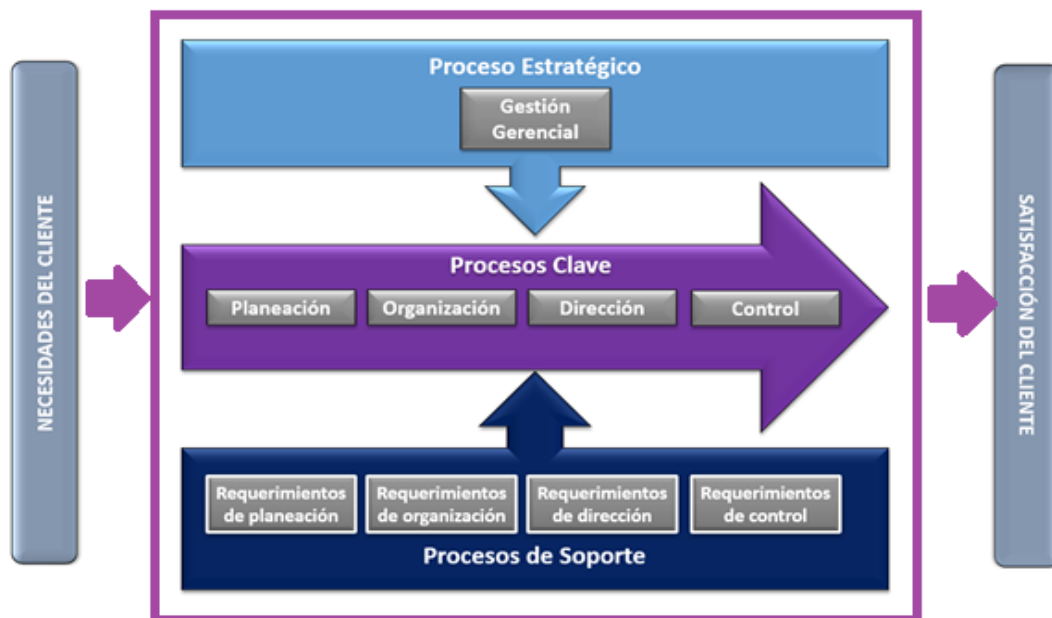 NECESIDADES DEL CLIENTE
Proceso Estratégico
Gestión
Gerencial
Procesos Clave
Planeación
Organización
Dirección
Control
Requerimientos
de planeación
Requerimientos
de organización
Requerimientos
de dirección
Requerimientos
de control
Procesos de Soporte
SATISFACCIÓN DEL CLIENTE